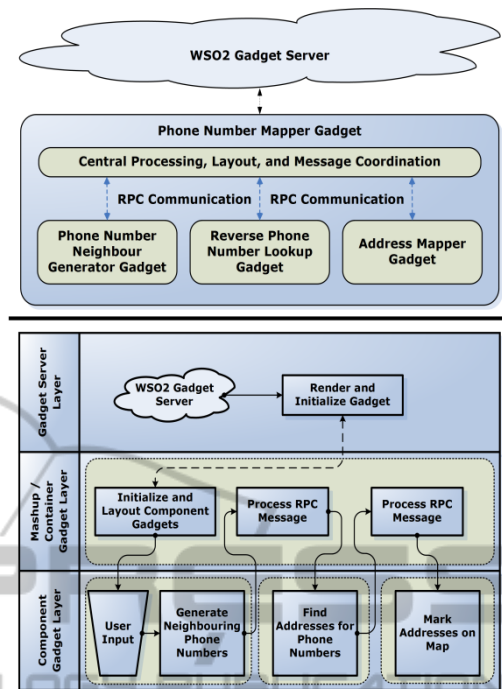 WSO2 Gadget Server
Phone Number Mapper Gadget
Central Processing, Layout, and Message Coordination
RPC Communication RPC Communication
Phone Number
Neighbour
Generator Gadget
Reverse Phone
Number Lookup
Gadget
Address Mapper
Gadget
Gadget Server
Layer
WSO2 Gadget
Server
Render and
Initialize Gadget
Mashup /
Container
Gadget Layer
Initialize and
Layout Component
Gadgets
Process RPC
Message
Process RPC
Message
Component
Gadget Layer
User
Input
Generate
Neighbouring
Phone
Numbers
Find
Addresses for
Phone
Numbers
Mark
Addresses on
Map